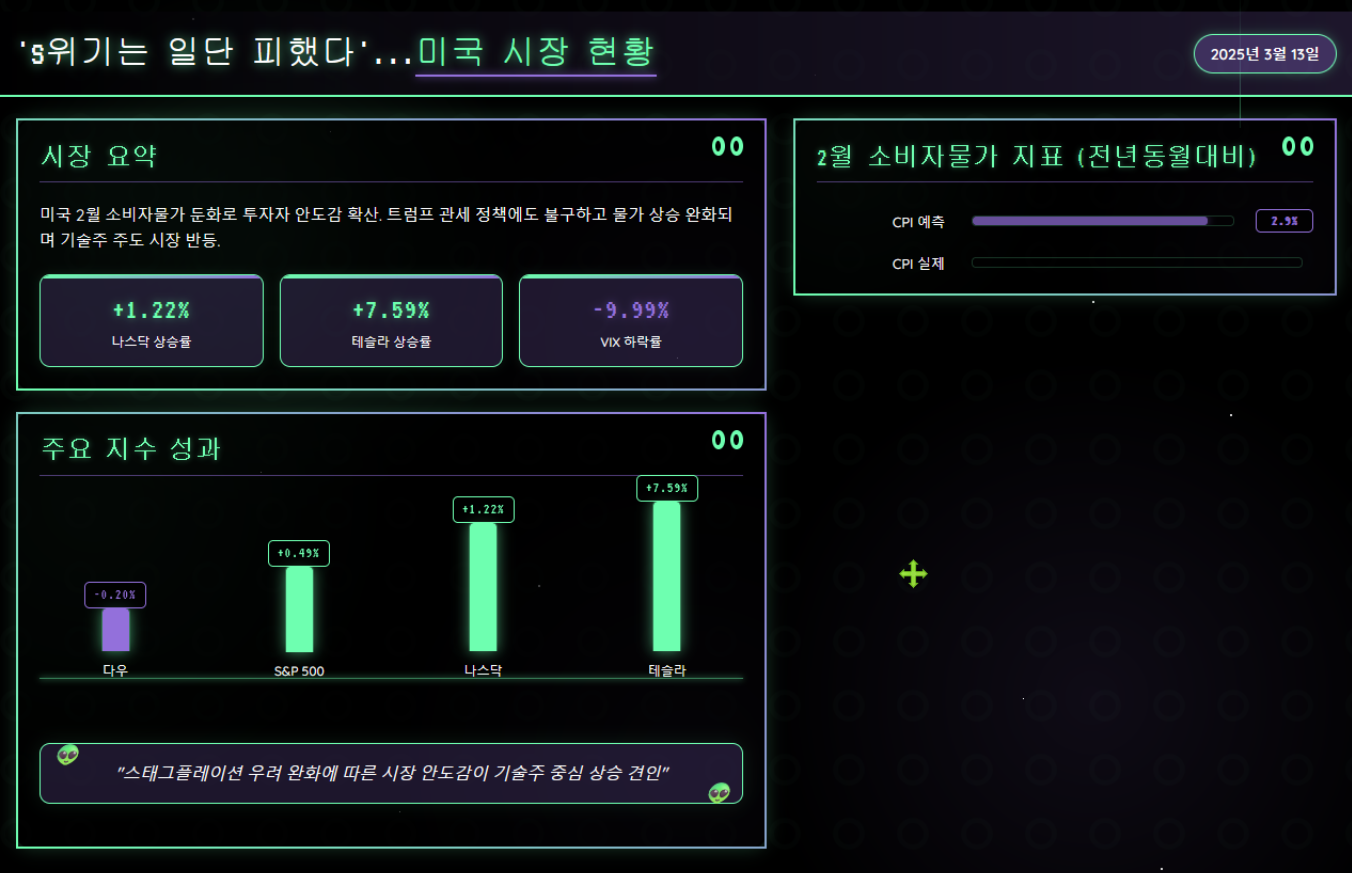 's위기는 일단 피했다'...미국 시장 현황
2025년 3월 13일
시장 요약
미국 2월 소비자물가 둔화로 투자자 안도감 확산. 트럼프 관세 정책에도 불구하고 물가 상승 완화되
며 기술주 주도 시장 반등.
+1.22%
나스닥 상승률
+7.59%
테슬라 상승률
-9.99%
VIX 하락률
주요 지수 성과
-0.20%
다우
+0.49%
S&P 500
+1.22%
나스닥
+7.59%
테슬라
"스태그플레이션 우려 완화에 따른 시장 안도감이 기술주 중심 상승 견인"
2월 소비자물가 지표 (전년동월대비)
CPI 예측
2.9%
CPI 실제